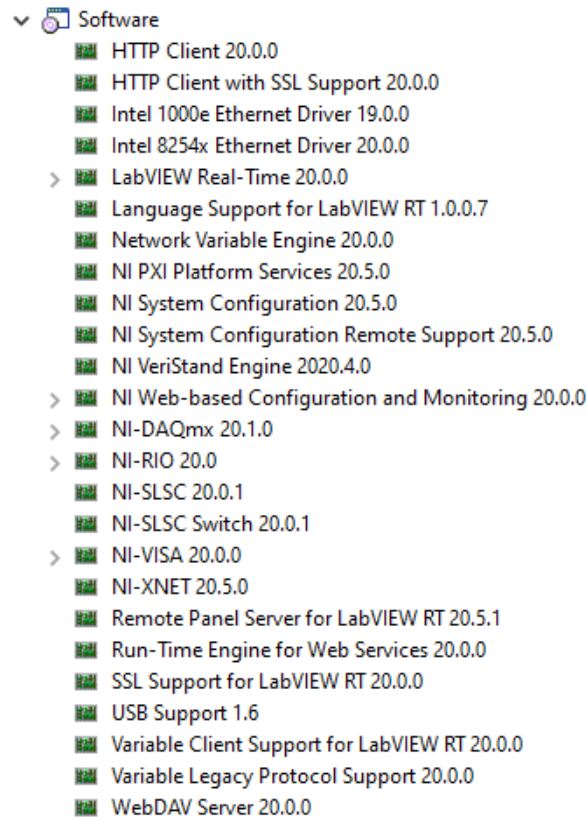 Software
HTTP Client 20.0.0
HTTP Client with SSL Support 20.0.0
Intel 1000e Ethernet Driver 19.0.0
Intel 8254x Ethernet Driver 20.0.0
LabVIEW Real-Time 20.0.0
Language Support for LabVIEW RT 1.0.0.7
Network Variable Engine 20.0.0
NI PXI Platform Services 20.5.0
NI System Configuration 20.5.0
NI System Configuration Remote Support 20.5.0
NI VeriStand Engine 2020.4.0
NI Web-based Configuration and Monitoring 20.0.0
NI-DAQmx 20.1.0
NI-RIO 20.0
NI-SLSC 20.0.1
NI-SLSC Switch 20.0.1
NI-VISA 20.0.0
NI-XNET 20.5.0
Remote Panel Server for LabVIEW RT 20.5.1
Run-Time Engine for Web Services 20.0.0
SSL Support for LabVIEW RT 20.0.0
USB Support 1.6
Variable Client Support for LabVIEW RT 20.0.0
Variable Legacy Protocol Support 20.0.0
WebDAV Server 20.0.0